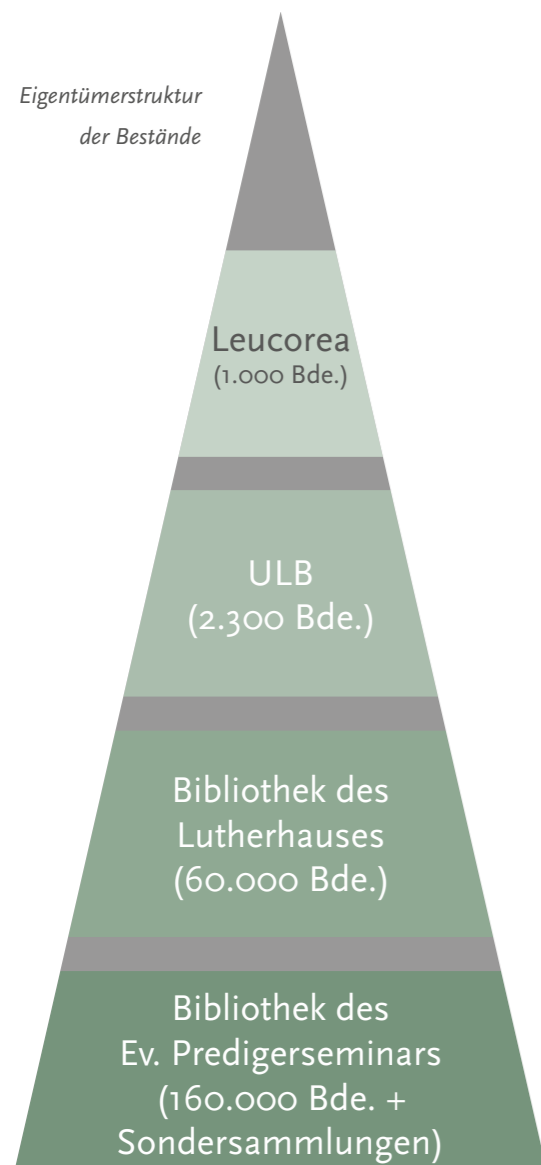 Eigentümerstruktur
der Bestände
Leucorea
(1.000 Bde.)
ULB
(2.300 Bde.)
Bibliothek des
Lutherhauses
(60.000 Bde.)
Bibliothek des
Ev. Predigerseminars
(160.000 Bde. +
Sondersammlungen)